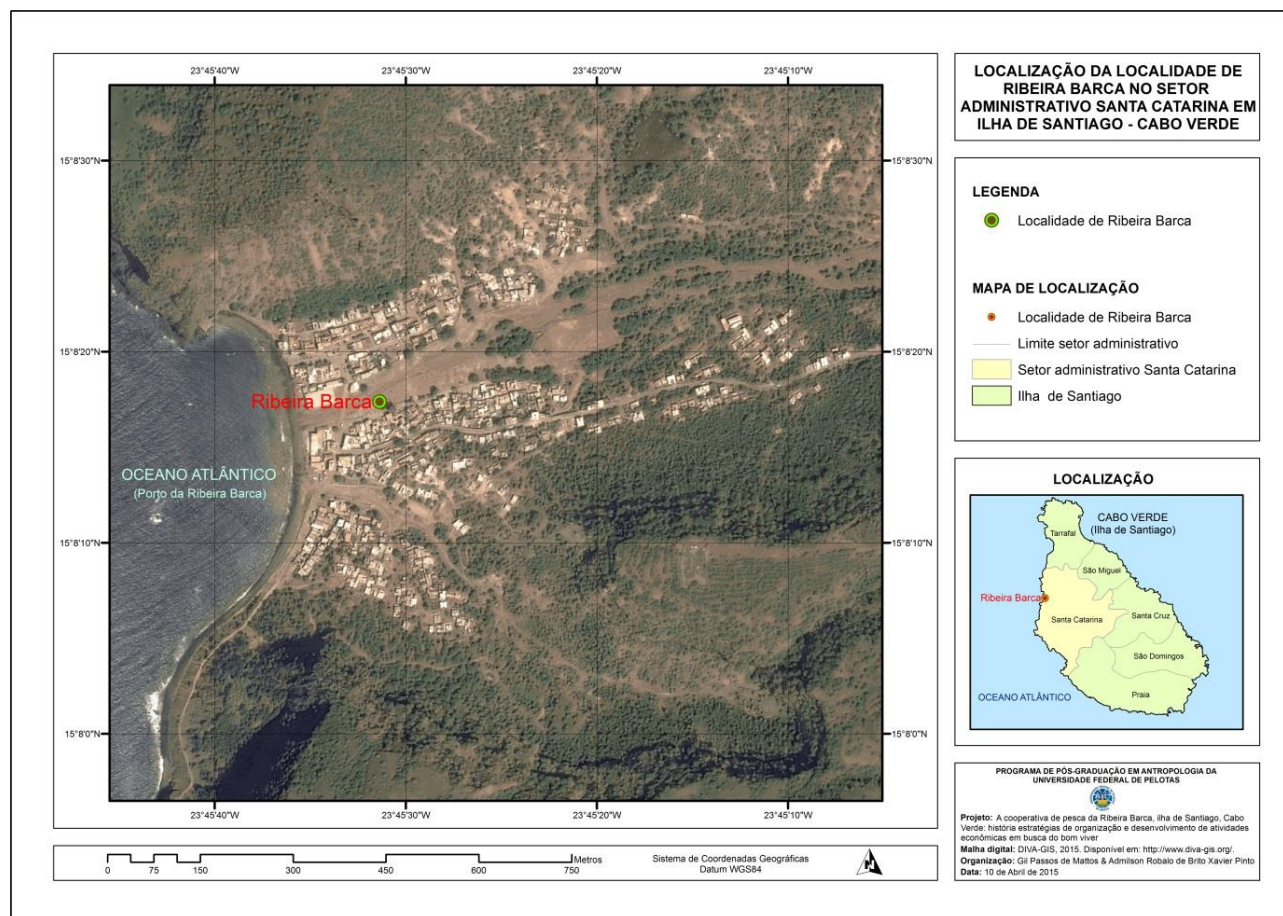 LOCALIZAÇÃO DA LOCALIDADE DE
RIBEIRA BARCA NO SETOR
ADMINISTRATIVO SANTA CATARINA EM
ILHA DE SANTIAGO - CABO VERDE
23°45'40"W
23°45'30"W
23°45'20"W
23°45'10"W
15°8'30"N
15°8'30"N
15°8'20"N
15°8'20"N
Ribeira Barca
OCEANO ATLÂNTICO
(Porto da Ribeira Barca)
15°8'10"N
15°8'10"N
15°8'0"N
15°8'0"N
23°45'40"W
23°45'30"W
23°45'20"W
23°45'10"W
LEGENDA
Localidade de Ribeira Barca
MAPA DE LOCALIZAÇÃO
Localidade de Ribeira Barca
Limite setor administrativo
Setor administrativo Santa Catarina
Ilha de Santiago
LOCALIZAÇÃO
CABO VERDE
(Ilha de Santiago)
Tarrafal
São Miguel
Ribeira Barca
Santa Catarina
Santa Cruz
São Domingos
Praia
OCEANO ATLÂNTICO
0 75 150 300 450 600 750
Metros
Sistema de Coordenadas Geográficas
Datum WGS84
N
PROGRAMA DE PÓS-GRADUAÇÃO EM ANTROPOLOGIA DA
UNIVERSIDADE FEDERAL DE PELOTAS
Projeto: A cooperativa de pesca da Ribeira Barca, ilha de Santiago, Cabo
Verde: história estratégias de organização e desenvolvimento de atividades
econômicas em busca do bom viver
Malha digital: DIVA-GIS, 2015. Disponível em: http://www.diva-gis.org/.
Organização: Gil Passos de Mattos & Admilson Robalo de Brito Xavier Pinto
Data: 10 de Abril de 2015